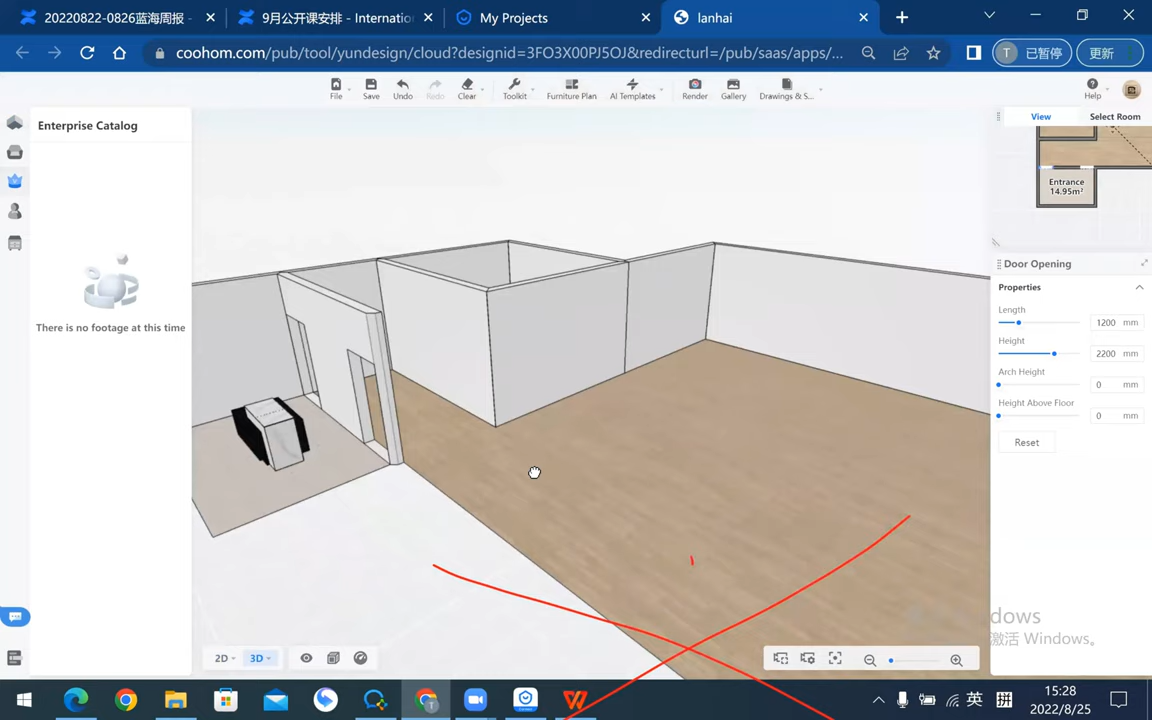 20220822-0826蓝海周报 -
9月公开课安排 - Internatio
My Projects
lanhai
coohom.com/pub/tool/yundesign/cloud?designid=3FO3X00PJ5OJ&redirecturl=/pub/saas/apps/...
T 已暂停
更新
File
Save
Undo
Redo
Clear
Toolkit
Furniture Plan
AI Templates
Render
Gallery
Drawings & S...
Help
Enterprise Catalog
View
Select Room
Entrance
14.95m²
Door Opening
Properties
Length
1200 mm
Height
2200 mm
Arch Height
0 mm
Height Above Floor
0 mm
Reset
There is no footage at this time
2D
3D
dows
激活 Windows。
英
拼
15:28
2022/8/25